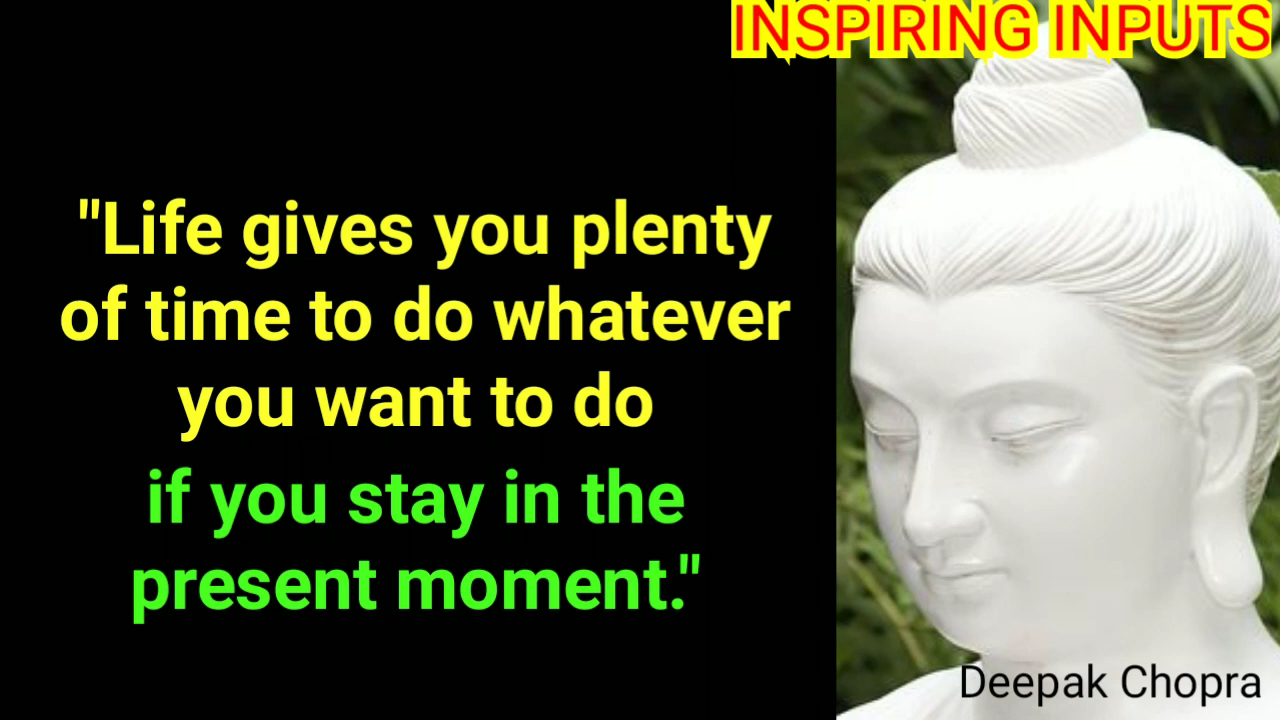 INSPIRING INPUTS
"Life gives you plenty
of time to do whatever
you want to do
if you stay in the
present moment."
Deepak Chopra